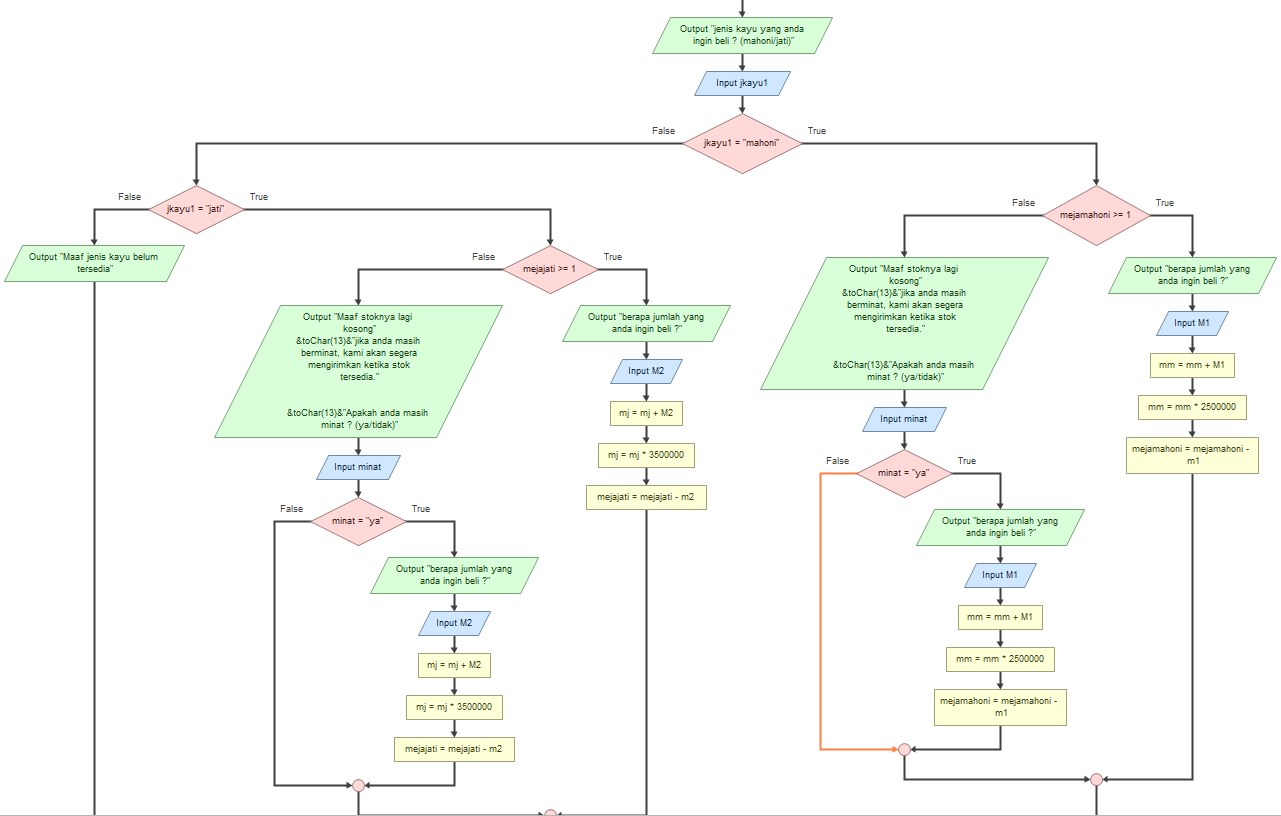 Output "jenis kayu yang anda
ingin beli ? (mahoni/jati)"
Input jkayu1
False
True
jkayu1 = "mahoni"
False
True
jkayu1 = "jati"
Output "Maaf jenis kayu belum
tersedia"
False
True
mejajati >= 1
Output "Maaf stoknya lagi
kosong"
&toChar(13)&"jika anda masih
berminat, kami akan segera
mengirimkan ketika stok
tersedia."
&toChar(13)&"Apakah anda masih
minat ? (ya/tidak)"
Input minat
False
True
minat = "ya"
Output "berapa jumlah yang
anda ingin beli ?"
Input M2
mj = mj + M2
mj = mj * 3500000
mejajati = mejajati - m2
Output "berapa jumlah yang
anda ingin beli ?"
Input M2
mj = mj + M2
mj = mj * 3500000
mejajati = mejajati - m2
False
True
mejamahoni >= 1
Output "Maaf stoknya lagi
kosong"
&toChar(13)&"jika anda masih
berminat, kami akan segera
mengirimkan ketika stok
tersedia."
&toChar(13)&"Apakah anda masih
minat ? (ya/tidak)"
Input minat
False
True
minat = "ya"
Output "berapa jumlah yang
anda ingin beli ?"
Input M1
mm = mm + M1
mm = mm * 2500000
mejamahoni = mejamahoni -
m1
Output "berapa jumlah yang
anda ingin beli ?"
Input M1
mm = mm + M1
mm = mm * 2500000
mejamahoni = mejamahoni -
m1